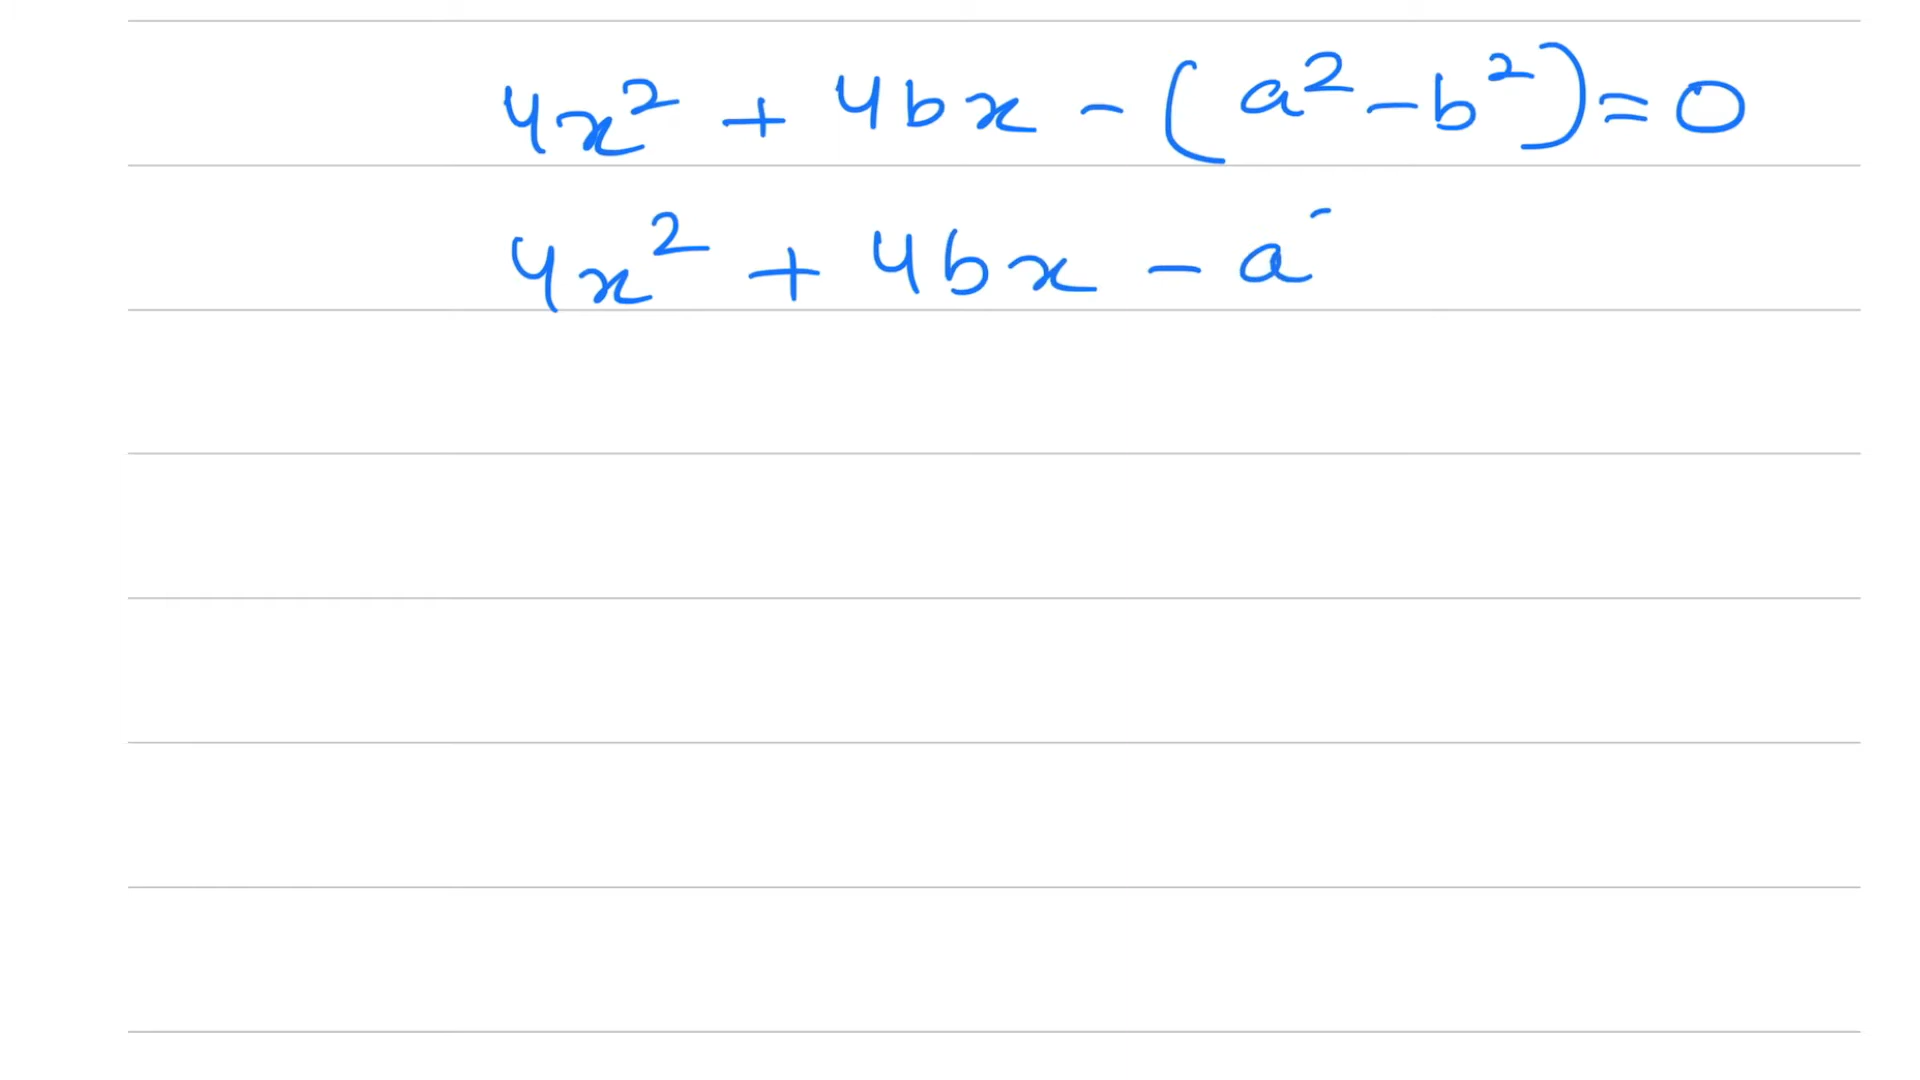 4x² + 4bx - (a² - b²) = 0
4x² + 4bx - a